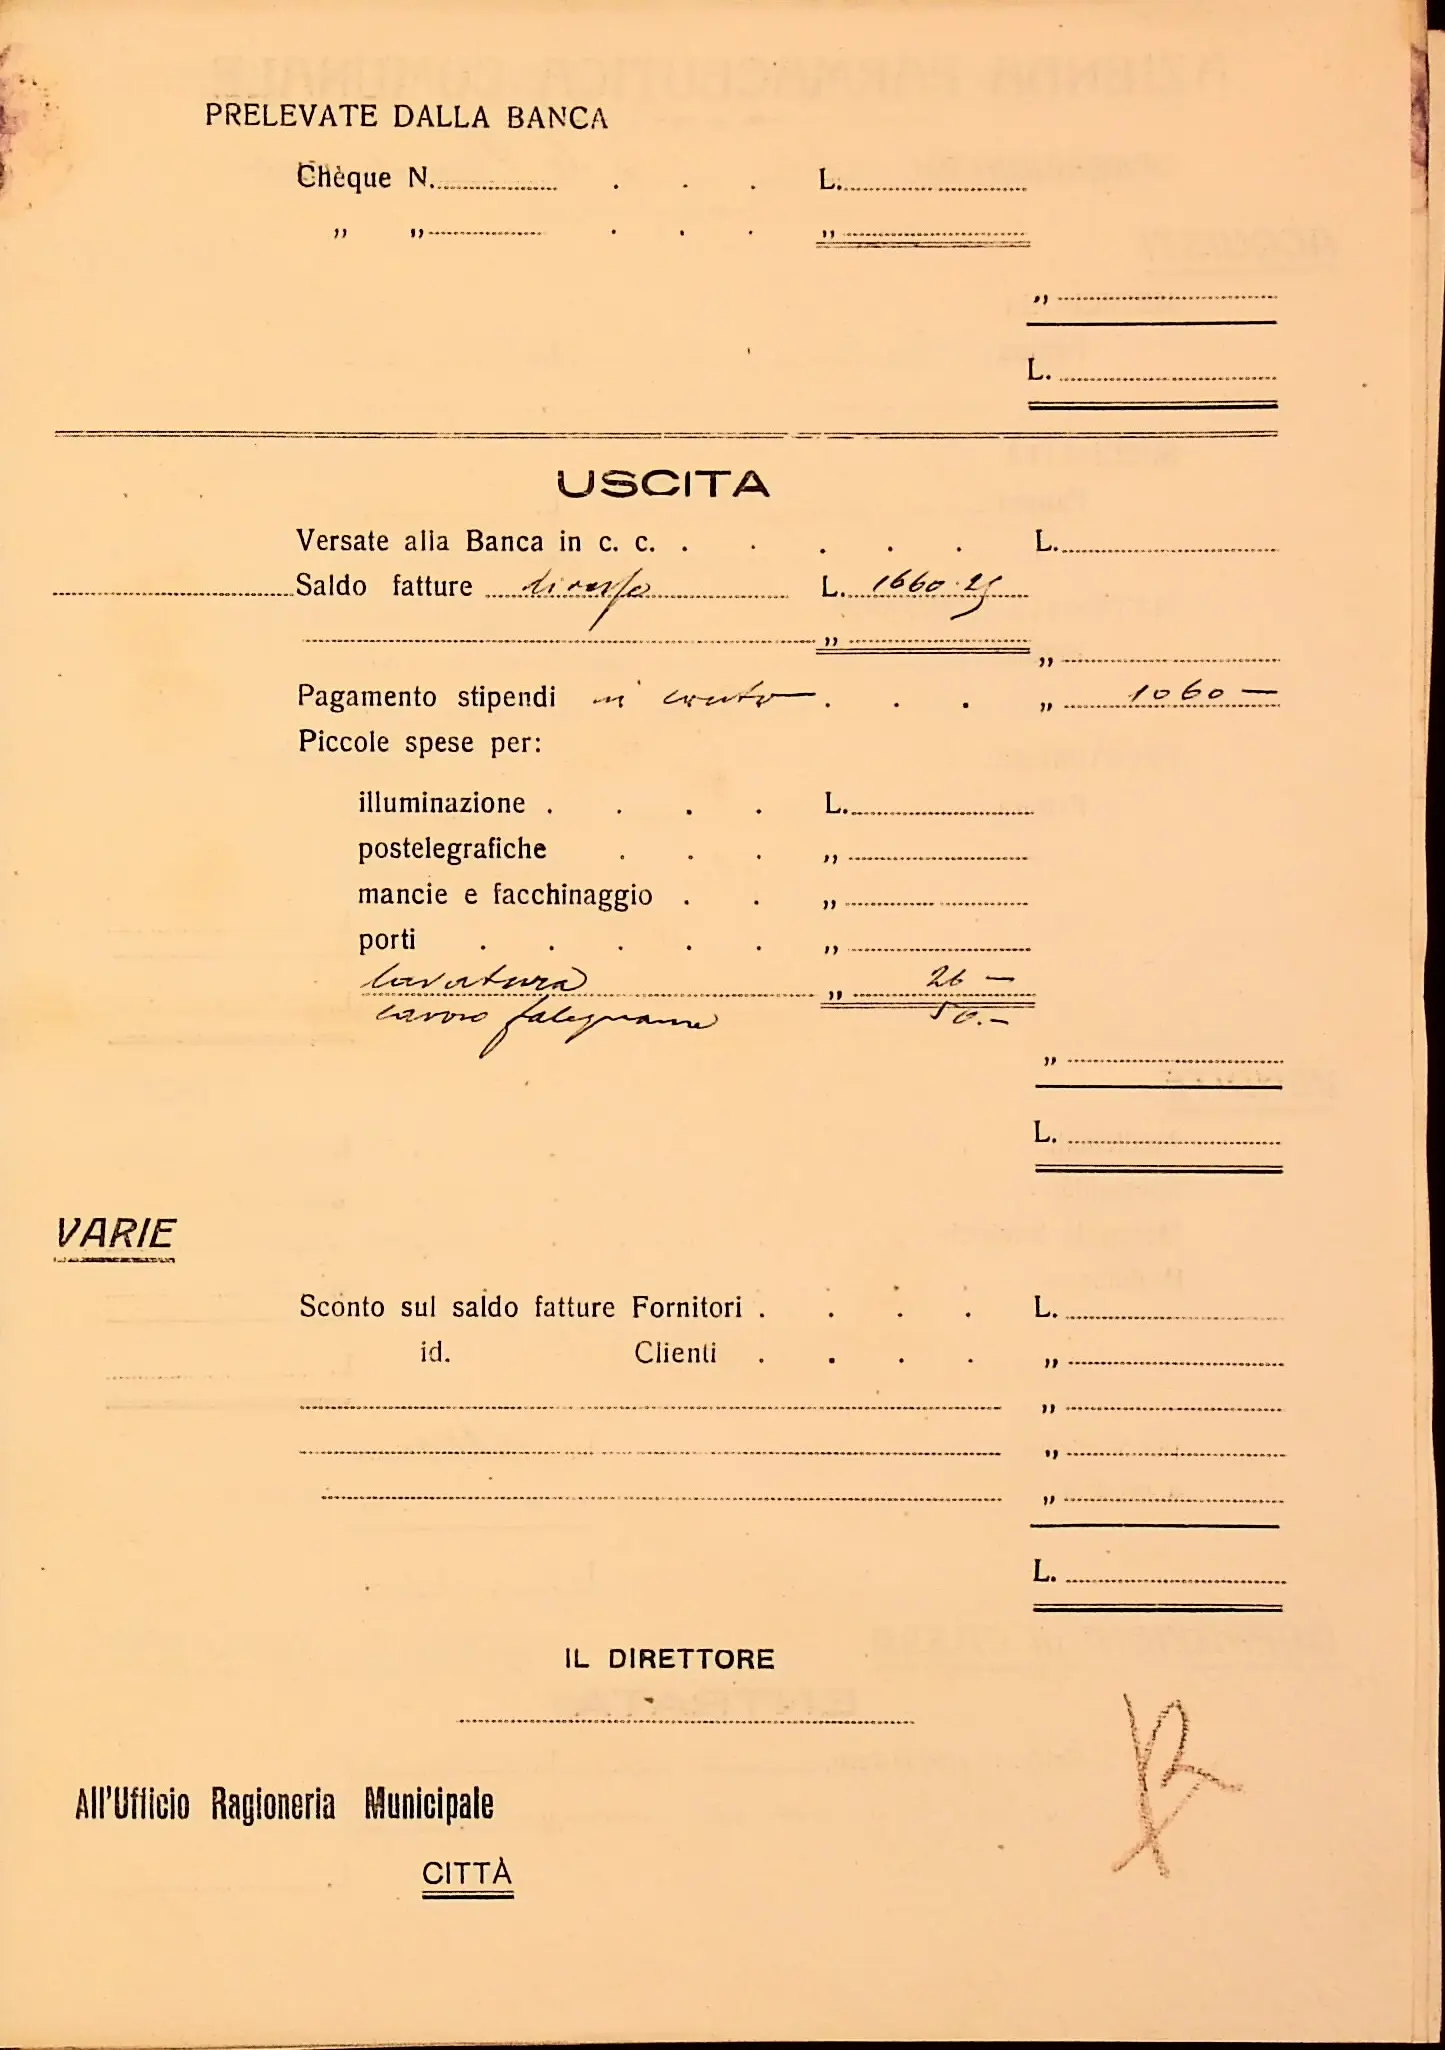 PRELEVATE DALLA BANCA
Chèque N. . . . L.
„ „ . . . „
„
L.
USCITA
Versate alla Banca in c. c. . . . . . L.
Saldo fatture diverse L. 1660.25
„
„
Pagamento stipendi in conto . . . „ 1060 —
Piccole spese per:
illuminazione . . . . L.
postelegrafiche . . . „
mancie e facchinaggio . . „
porti . . . . . „
lavatura „ 26 —
lavoro falegname 50.—
„
L.
VARIE
Sconto sul saldo fatture Fornitori . . . . L.
id. Clienti . . . . „
„
„
„
L.
IL DIRETTORE
All'Ufficio Ragioneria Municipale
CITTÀ